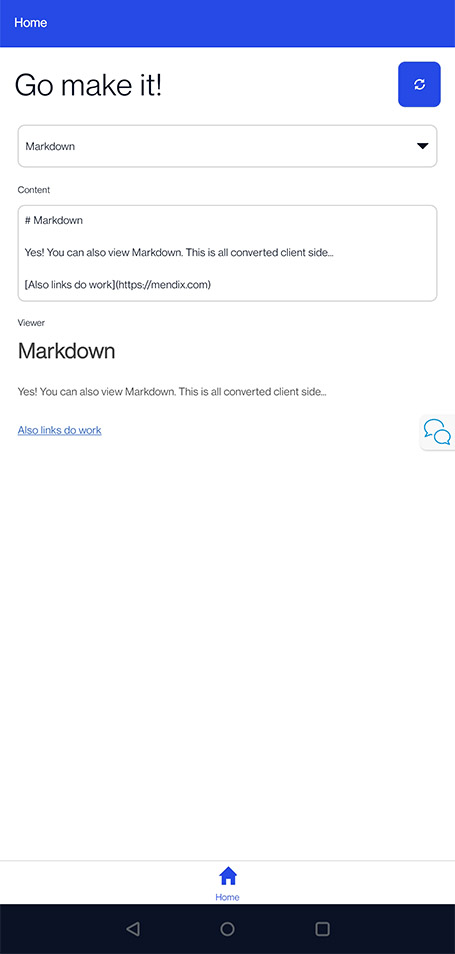 Home
Go make it!
Markdown
Content
# Markdown
Yes! You can also view Markdown. This is all converted client side...
[Also links do work](https://mendix.com)
Viewer
Markdown
Yes! You can also view Markdown. This is all converted client side...
Also links do work
Home